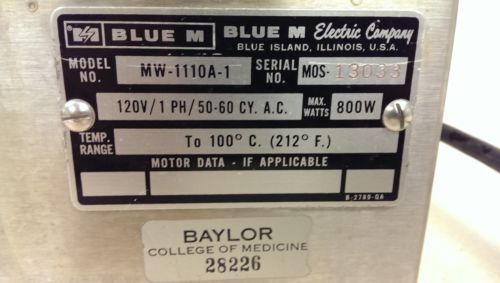 BLUE M BLUE M Electric Company
BLUE ISLAND, ILLINOIS, U.S.A.
MODEL NO. MW-1110A-1 SERIAL NO. MOS-13033
120V/1 PH/50-60 CY. A.C. MAX. WATTS 800W
TEMP. RANGE To 100° C. (212° F.)
MOTOR DATA - IF APPLICABLE
B-2789-QA
BAYLOR
COLLEGE OF MEDICINE
28226